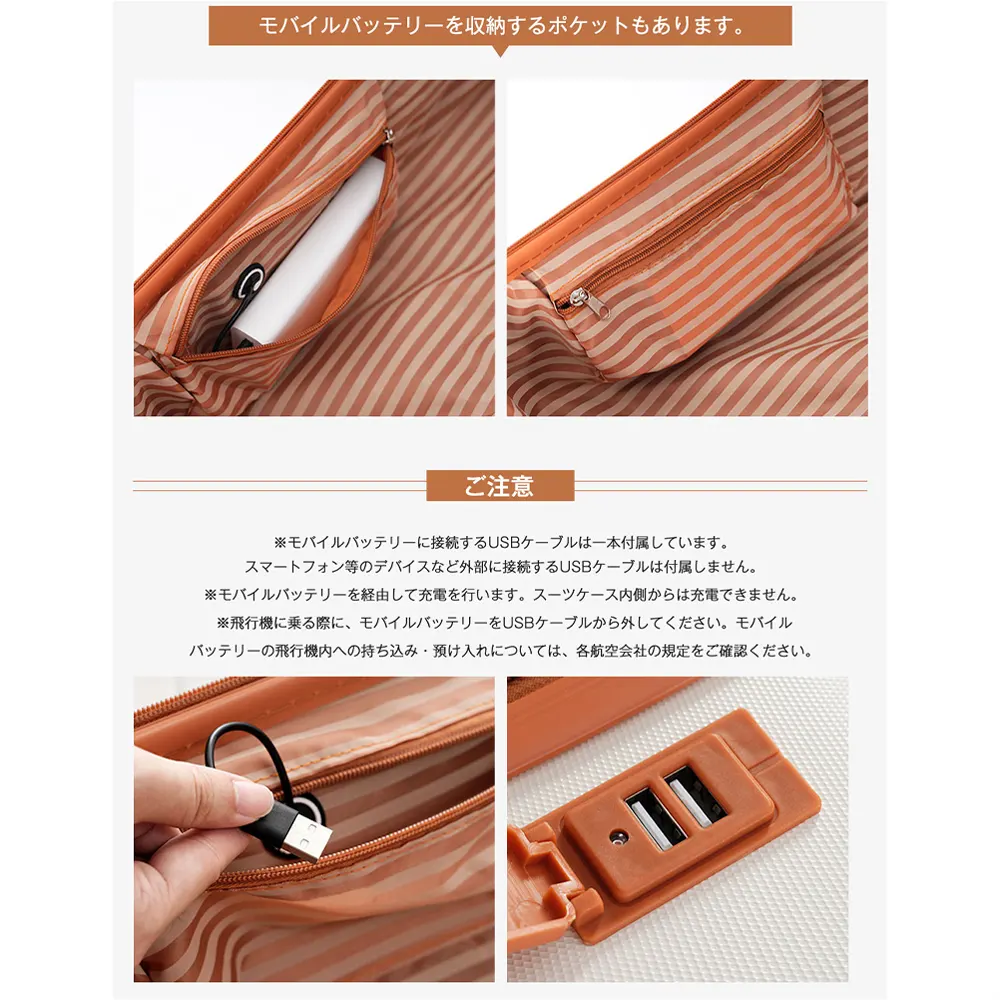 モバイルバッテリーを収納するポケットもあります。
ご注意
※モバイルバッテリーに接続するUSBケーブルは一本付属しています。
スマートフォン等のデバイスなど外部に接続するUSBケーブルは付属しません。
※モバイルバッテリーを経由して充電を行います。スーツケース内側からは充電できません。
※飛行機に乗る際に、モバイルバッテリーをUSBケーブルから外してください。モバイル
バッテリーの飛行機内への持ち込み・預け入れについては、各航空会社の規定をご確認ください。